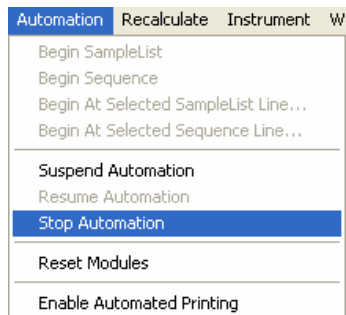 Automation Recalculate Instrument W
Begin SampleList
Begin Sequence
Begin At Selected SampleList Line...
Begin At Selected Sequence Line...
Suspend Automation
Resume Automation
Stop Automation
Reset Modules
Enable Automated Printing